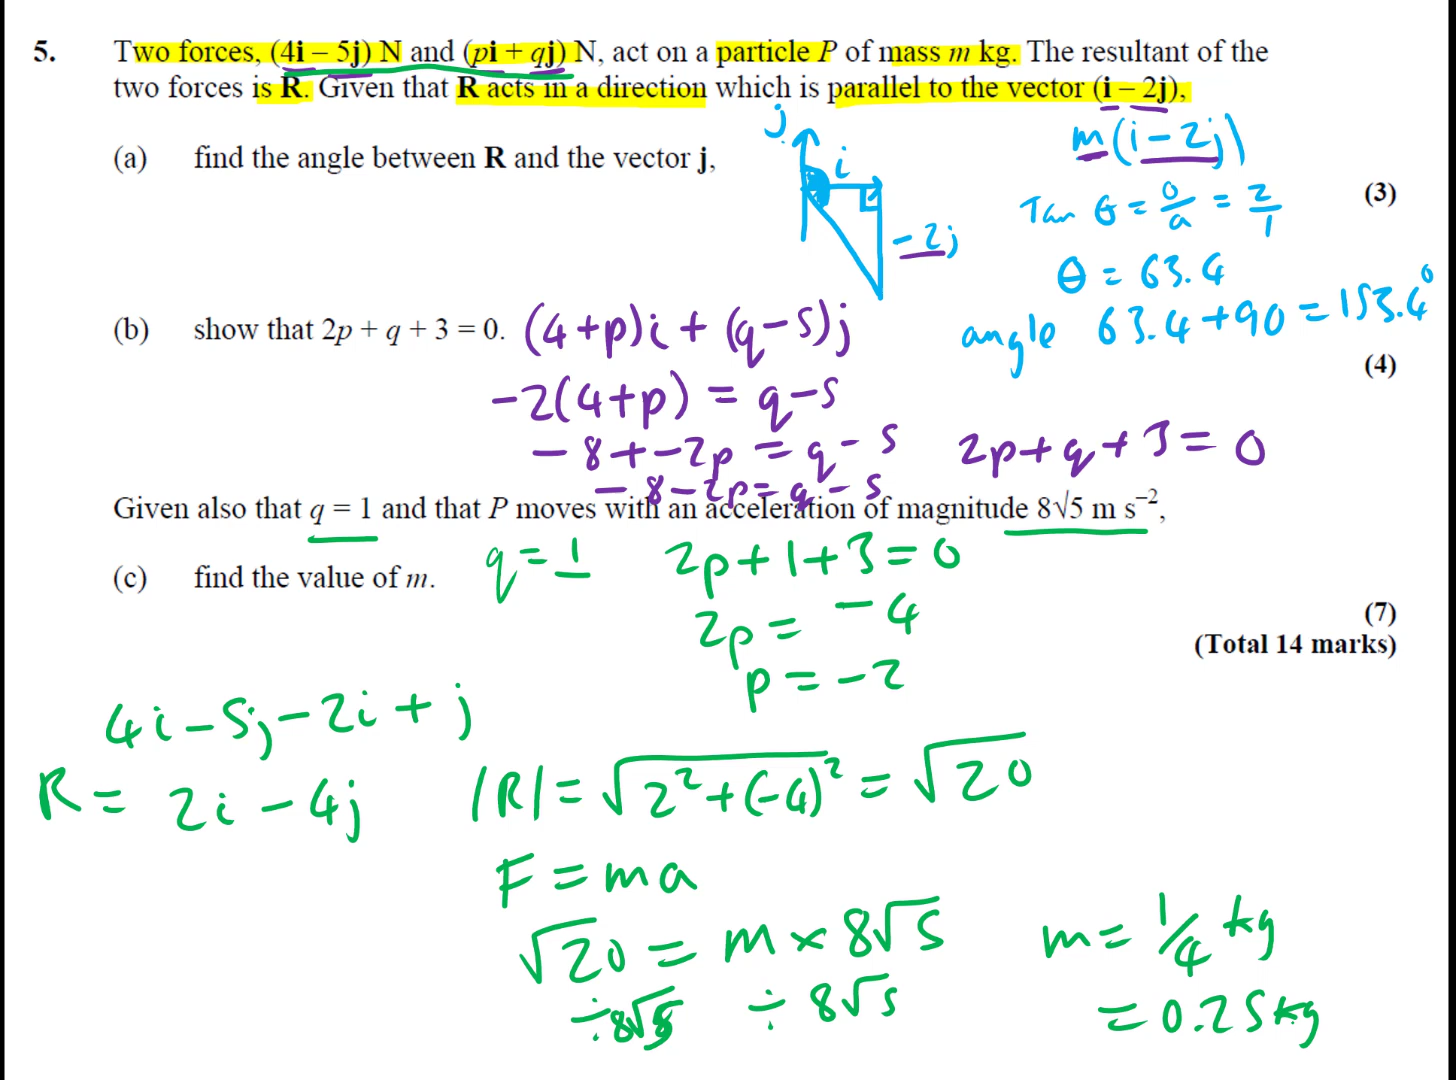 5. Two forces, (4i – 5j) N and (pi + qj) N, act on a particle P of mass m kg. The resultant of the
two forces is R. Given that R acts in a direction which is parallel to the vector (i – 2j),
(a) find the angle between R and the vector j,
j
i
-2j
m(i-2j)
(3)
Tan θ = o/a = 2/1
θ = 63.4
angle 63.4+90 = 153.4°
(b) show that 2p + q + 3 = 0.
(4+p)i + (q-5)j
(4)
-2(4+p) = q-5
-8+-2p = q-5
-8-2p = q-5
2p+q+3=0
Given also that q = 1 and that P moves with an acceleration of magnitude 8√5 m s⁻²,
(c) find the value of m.
q=1
2p+1+3=0
2p = -4
p = -2
(7)
(Total 14 marks)
4i-5j-2i+j
R = 2i-4j
|R| = √2²+(-4)² = √20
F = ma
√20 = m×8√5
÷8√5 ÷8√5
m = 1/4 kg
= 0.25kg